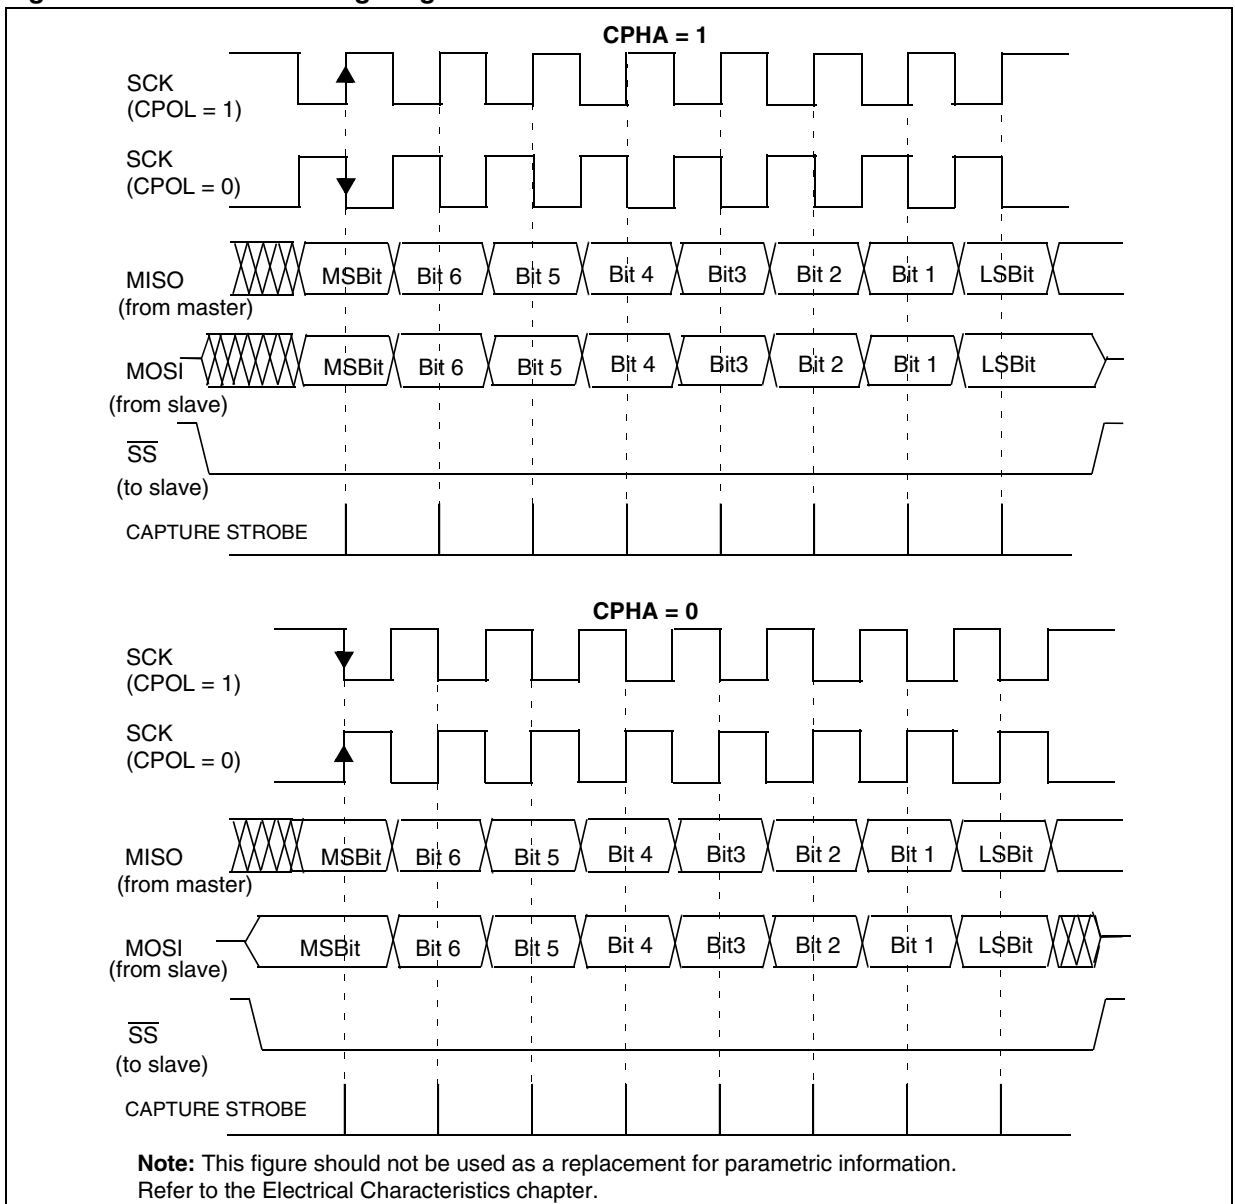 CPHA = 1
SCK
(CPOL = 1)
SCK
(CPOL = 0)
MISO
(from master)
MSBit Bit 6 Bit 5 Bit 4 Bit3 Bit 2 Bit 1 LSBit
MOSI
(from slave)
MSBit Bit 6 Bit 5 Bit 4 Bit3 Bit 2 Bit 1 LSBit
SS
(to slave)
CAPTURE STROBE
CPHA = 0
SCK
(CPOL = 1)
SCK
(CPOL = 0)
MISO
(from master)
MSBit Bit 6 Bit 5 Bit 4 Bit3 Bit 2 Bit 1 LSBit
MOSI
(from slave)
MSBit Bit 6 Bit 5 Bit 4 Bit3 Bit 2 Bit 1 LSBit
SS
(to slave)
CAPTURE STROBE
Note: This figure should not be used as a replacement for parametric information.
Refer to the Electrical Characteristics chapter.